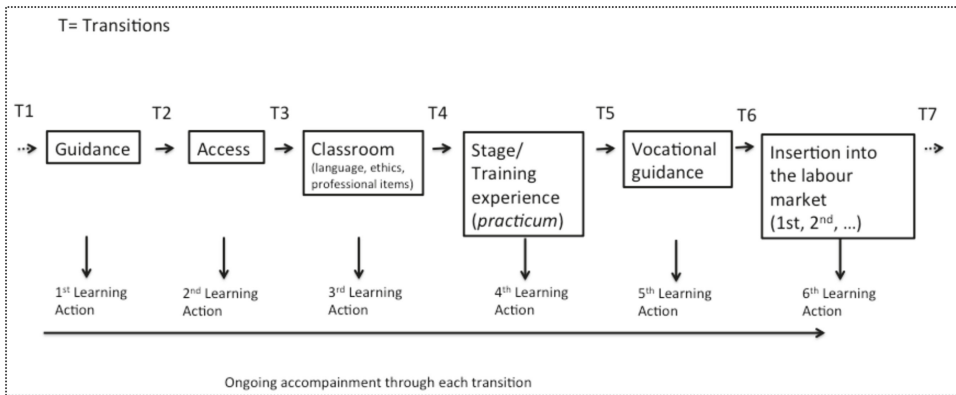 T= Transitions
T1
T2
T3
T4
T5
T6
T7
Guidance
Access
Classroom
(language, ethics,
professional items)
Stage/
Training
experience
(practicum)
Vocational
guidance
Insertion into
the labour
market
(1st, 2nd, ...)
1st Learning
Action
2nd Learning
Action
3rd Learning
Action
4th Learning
Action
5th Learning
Action
6th Learning
Action
Ongoing accompainment through each transition